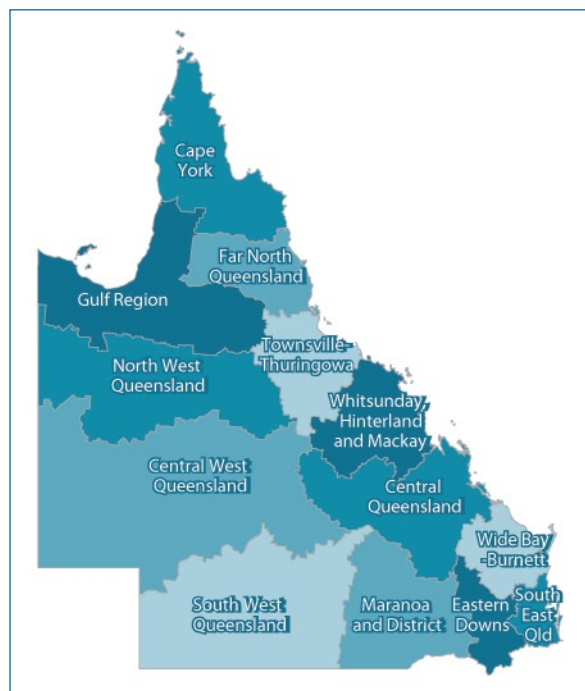 Cape
York
Far North
Queensland
Gulf Region
Townsville-
Thuringowa
North West
Queensland
Whitsunday,
Hinterland
and Mackay
Central West
Queensland
Central
Queensland
Wide Bay
-Burnett
South West
Queensland
Maranoa
and District
Eastern
Downs
South
East
Qld